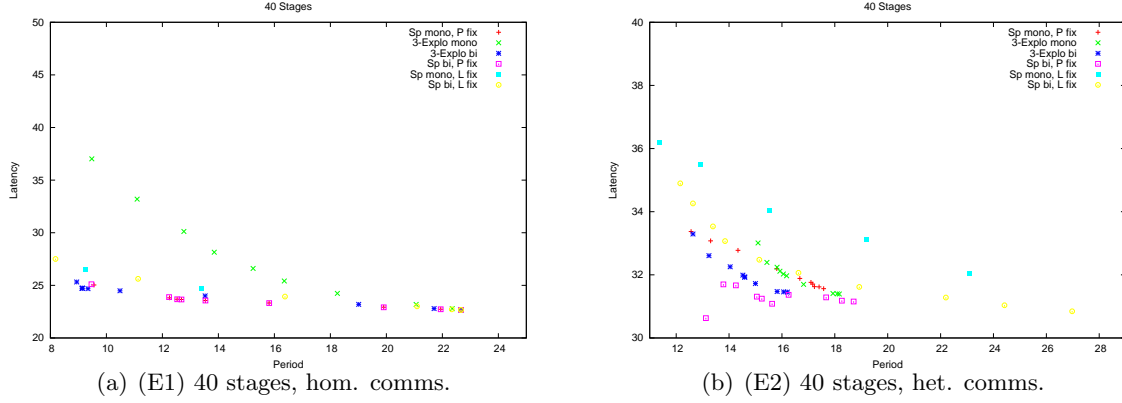 40 Stages
50
45
40
35
30
25
20
8
10
12
14
16
18
20
22
24
Latency
Period
Sp mono, P fix
3-Explo mono
3-Explo bi
Sp bi, P fix
Sp mono, L fix
Sp bi, L fix
(a) (E1) 40 stages, hom. comms.
40 Stages
40
38
36
34
32
30
12
14
16
18
20
22
24
26
28
Latency
Period
Sp mono, P fix
3-Explo mono
3-Explo bi
Sp bi, P fix
Sp mono, L fix
Sp bi, L fix
(b) (E2) 40 stages, het. comms.